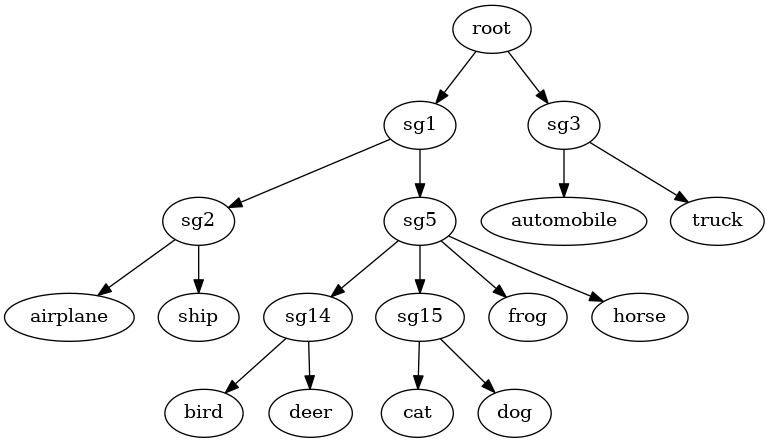 root
sg1 sg3
sg2 sg5 automobile truck
airplane ship sg14 sg15 frog horse
bird deer cat dog